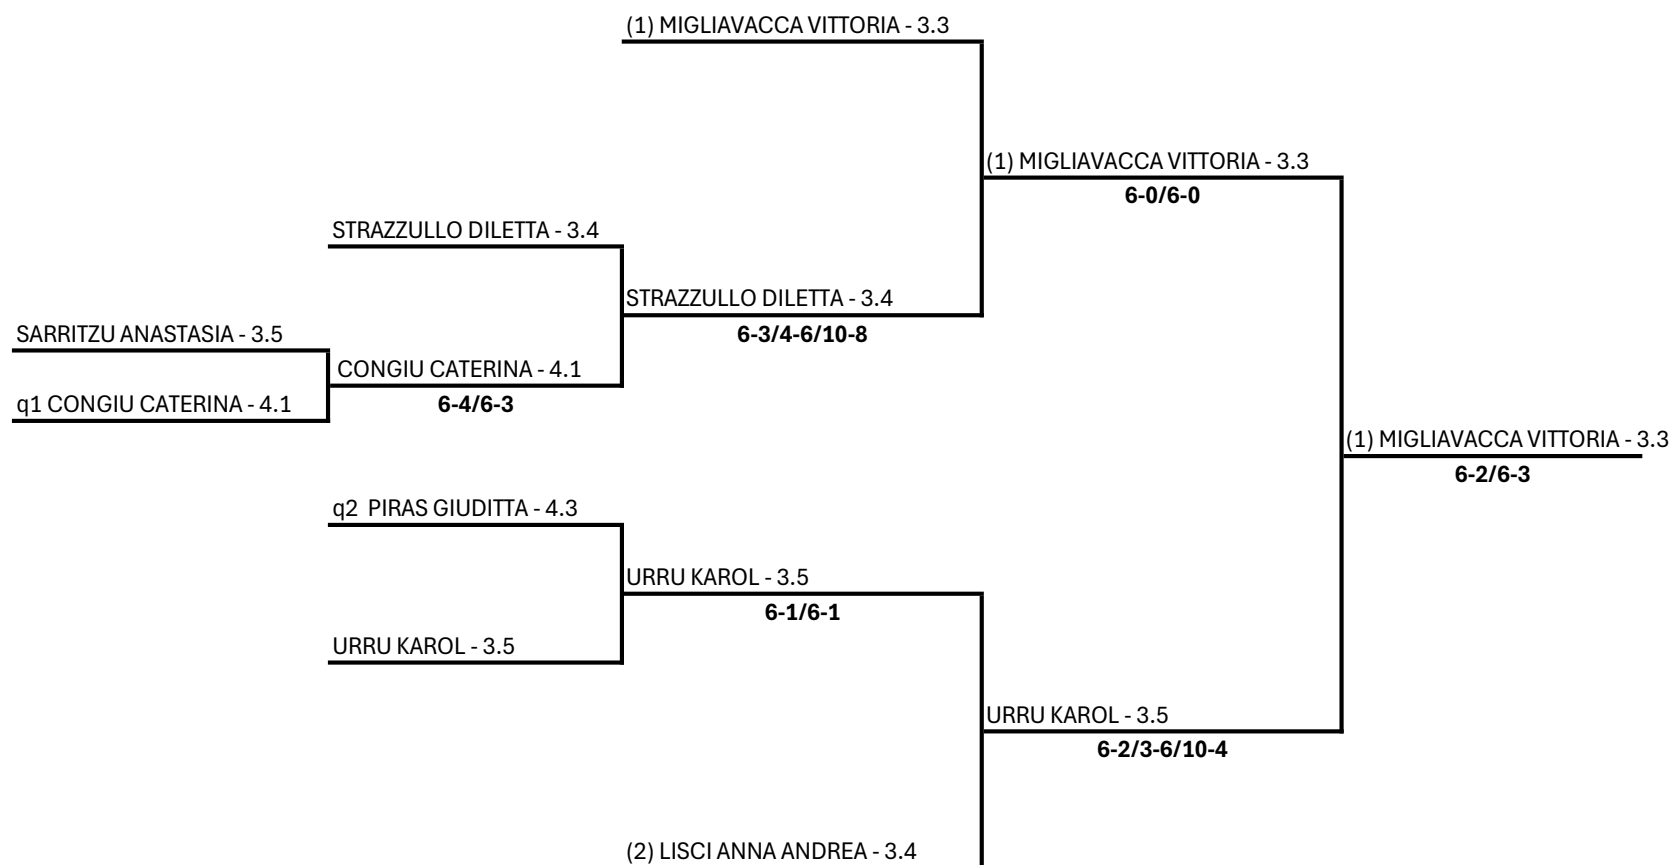 (1) MIGLIAVACCA VITTORIA - 3.3
(1) MIGLIAVACCA VITTORIA - 3.3
6-0/6-0
STRAZZULLO DILETTA - 3.4
STRAZZULLO DILETTA - 3.4
6-3/4-6/10-8
SARRITZU ANASTASIA - 3.5
CONGIU CATERINA - 4.1
6-4/6-3
q1 CONGIU CATERINA - 4.1
(1) MIGLIAVACCA VITTORIA - 3.3
6-2/6-3
q2 PIRAS GIUDITTA - 4.3
URRU KAROL - 3.5
6-1/6-1
URRU KAROL - 3.5
URRU KAROL - 3.5
6-2/3-6/10-4
(2) LISCI ANNA ANDREA - 3.4